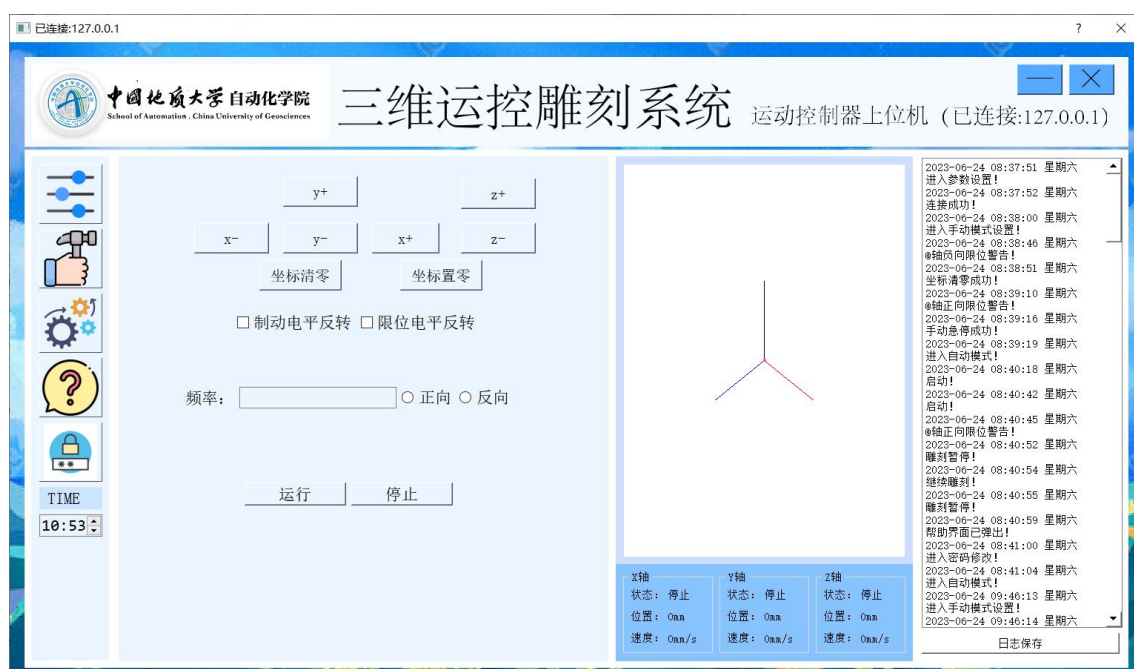 已连接:127.0.0.1
中国地质大学 自动化学院
School of Automation . China University of Geosciences
三维运控雕刻系统 运动控制器上位机 (已连接:127.0.0.1)
y+
z+
x-
y-
x+
z-
坐标清零
坐标置零
制动电平反转
限位电平反转
频率:
正向
反向
运行
停止
TIME
10:53
X轴
状态: 停止
位置: 0mm
速度: 0mm/s
Y轴
状态: 停止
位置: 0mm
速度: 0mm/s
Z轴
状态: 停止
位置: 0mm
速度: 0mm/s
2023-06-24 08:37:51 星期六
进入参数设置!
2023-06-24 08:37:52 星期六
连接成功!
2023-06-24 08:38:00 星期六
进入手动模式设置!
2023-06-24 08:38:46 星期六
@轴负向限位警告!
2023-06-24 08:38:51 星期六
坐标清零成功!
2023-06-24 08:39:10 星期六
@轴正向限位警告!
2023-06-24 08:39:16 星期六
手动急停成功!
2023-06-24 08:39:19 星期六
进入自动模式!
2023-06-24 08:40:18 星期六
启动!
2023-06-24 08:40:42 星期六
启动!
2023-06-24 08:40:45 星期六
@轴正向限位警告!
2023-06-24 08:40:52 星期六
雕刻暂停!
2023-06-24 08:40:54 星期六
继续雕刻!
2023-06-24 08:40:55 星期六
雕刻暂停!
2023-06-24 08:40:59 星期六
帮助界面已弹出!
2023-06-24 08:41:00 星期六
进入密码修改!
2023-06-24 08:41:04 星期六
进入自动模式!
2023-06-24 09:46:13 星期六
进入手动模式设置!
2023-06-24 09:46:14 星期六
日志保存